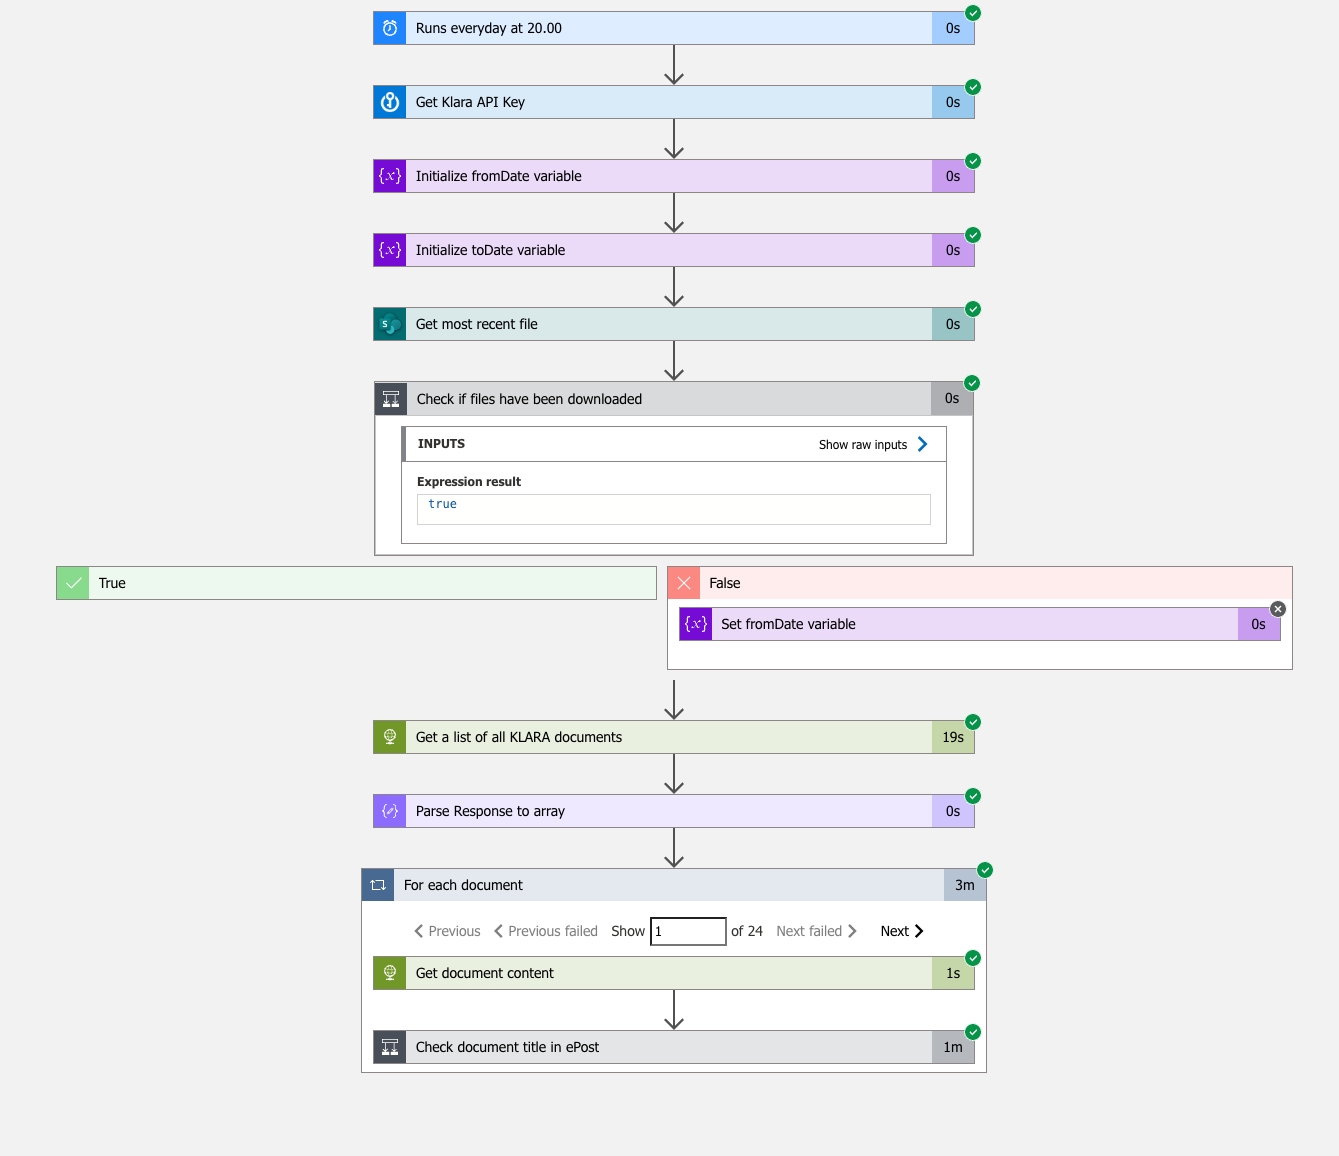 Runs everyday at 20.00 0s
Get Klara API Key 0s
{x} Initialize fromDate variable 0s
{x} Initialize toDate variable 0s
S Get most recent file 0s
Check if files have been downloaded 0s
INPUTS Show raw inputs
Expression result
true
True
False
{x} Set fromDate variable 0s
Get a list of all KLARA documents 19s
Parse Response to array 0s
For each document 3m
Previous Previous failed Show 1 of 24 Next failed Next
Get document content 1s
Check document title in ePost 1m